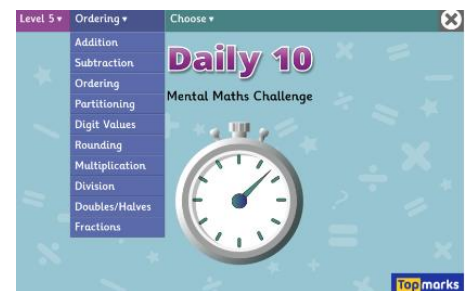 Level 5 ▾ Ordering ▾ Choose ▾
Addition
Subtraction
Ordering
Partitioning
Digit Values
Rounding
Multiplication
Division
Doubles/Halves
Fractions
Daily 10
Mental Maths Challenge
Topmarks